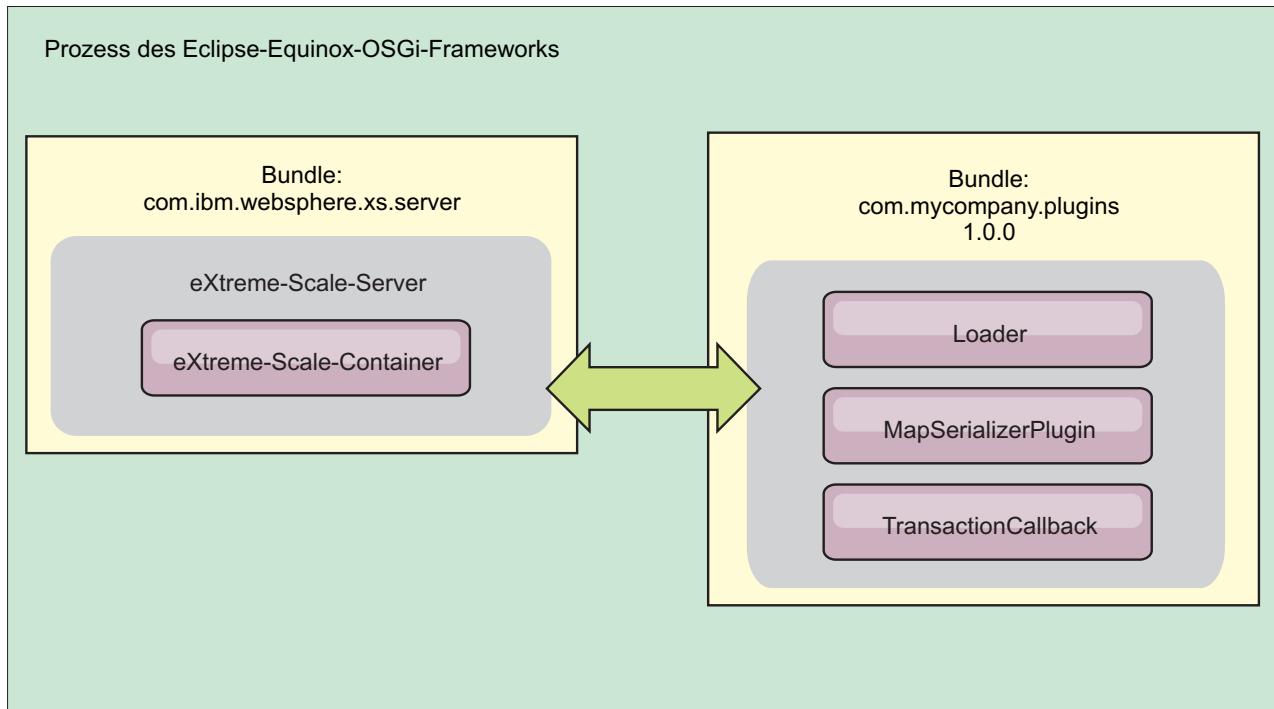 Prozess des Eclipse-Equinox-OSGi-Frameworks
Bundle:
com.ibm.websphere.xs.server
eXtreme-Scale-Server
eXtreme-Scale-Container
Bundle:
com.mycompany.plugins
1.0.0
Loader
MapSerializerPlugin
TransactionCallback